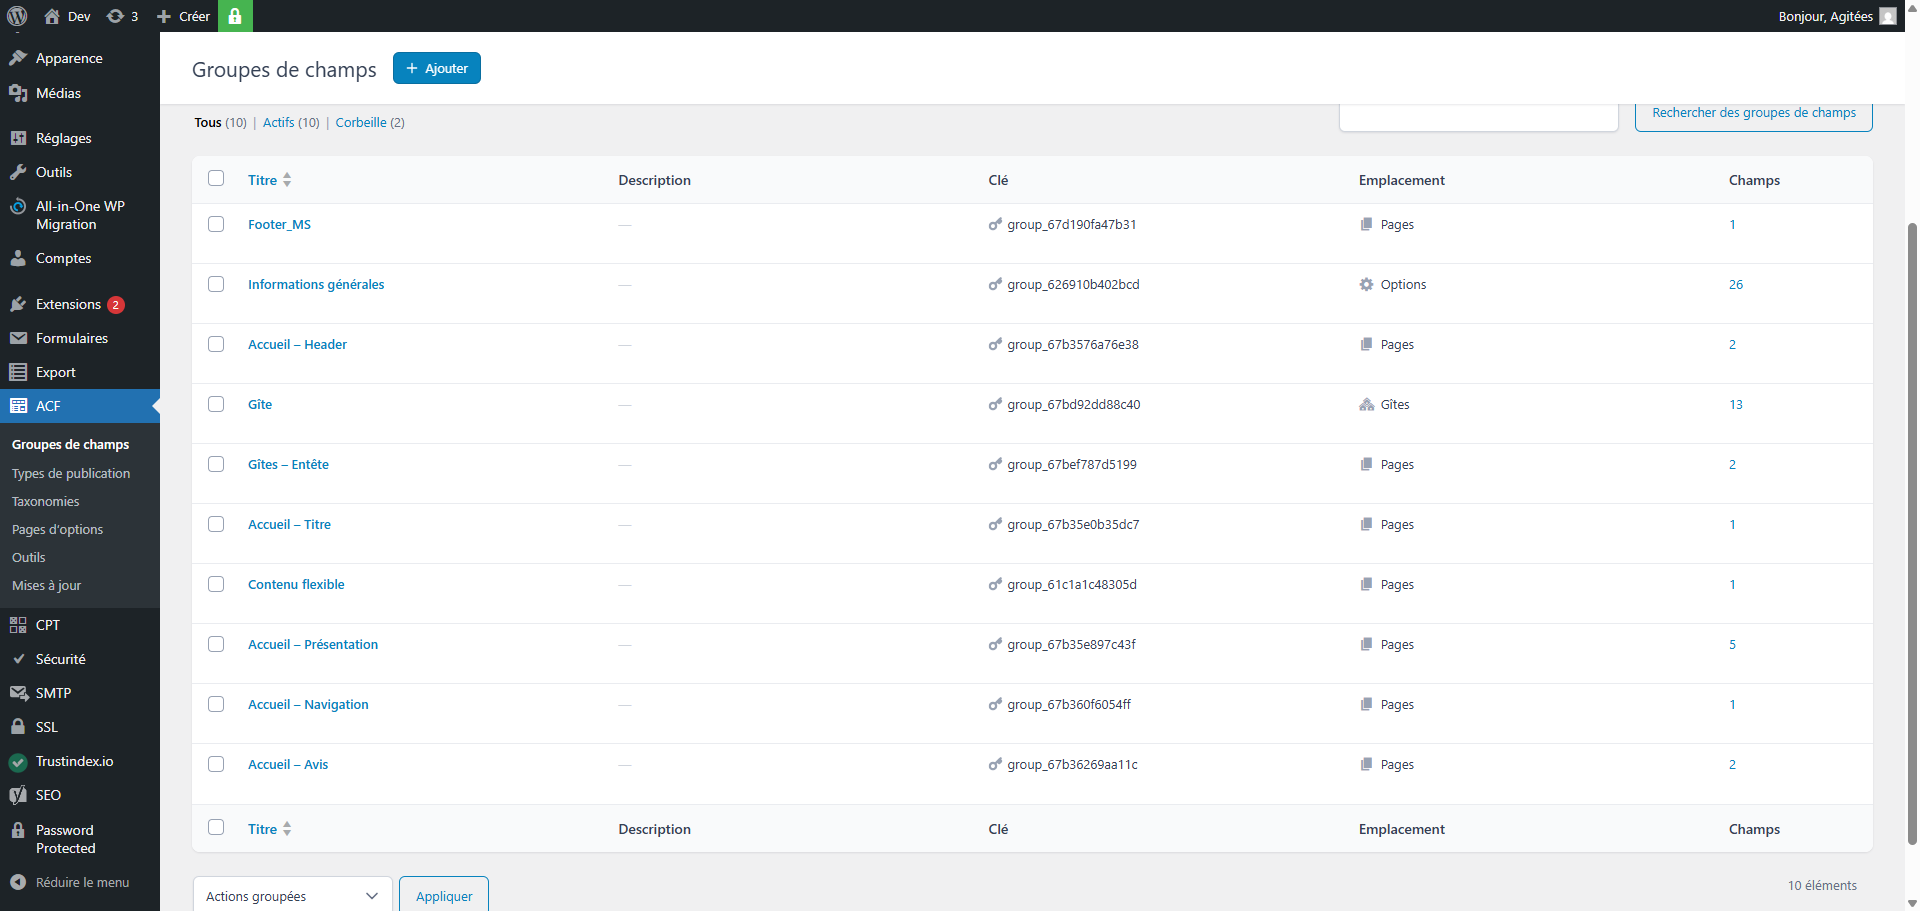 Dev 3 Créer Bonjour, Agitées
Apparence
Médias
Réglages
Outils
All-in-One WP
Migration
Comptes
Extensions 2
Formulaires
Export
ACF
Groupes de champs
Types de publication
Taxonomies
Pages d'options
Outils
Mises à jour
CPT
Sécurité
SMTP
SSL
Trustindex.io
SEO
Password
Protected
Réduire le menu
Groupes de champs + Ajouter
Tous (10) | Actifs (10) | Corbeille (2) Rechercher des groupes de champs
Titre Description Clé Emplacement Champs
Footer_MS — group_67d190fa47b31 Pages 1
Informations générales — group_626910b402bcd Options 26
Accueil – Header — group_67b3576a76e38 Pages 2
Gîte — group_67bd92dd88c40 Gîtes 13
Gîtes – Entête — group_67bef787d5199 Pages 2
Accueil – Titre — group_67b35e0b35dc7 Pages 1
Contenu flexible — group_61c1a1c48305d Pages 1
Accueil – Présentation — group_67b35e897c43f Pages 5
Accueil – Navigation — group_67b360f6054ff Pages 1
Accueil – Avis — group_67b36269aa11c Pages 2
Titre Description Clé Emplacement Champs
Actions groupées Appliquer 10 éléments